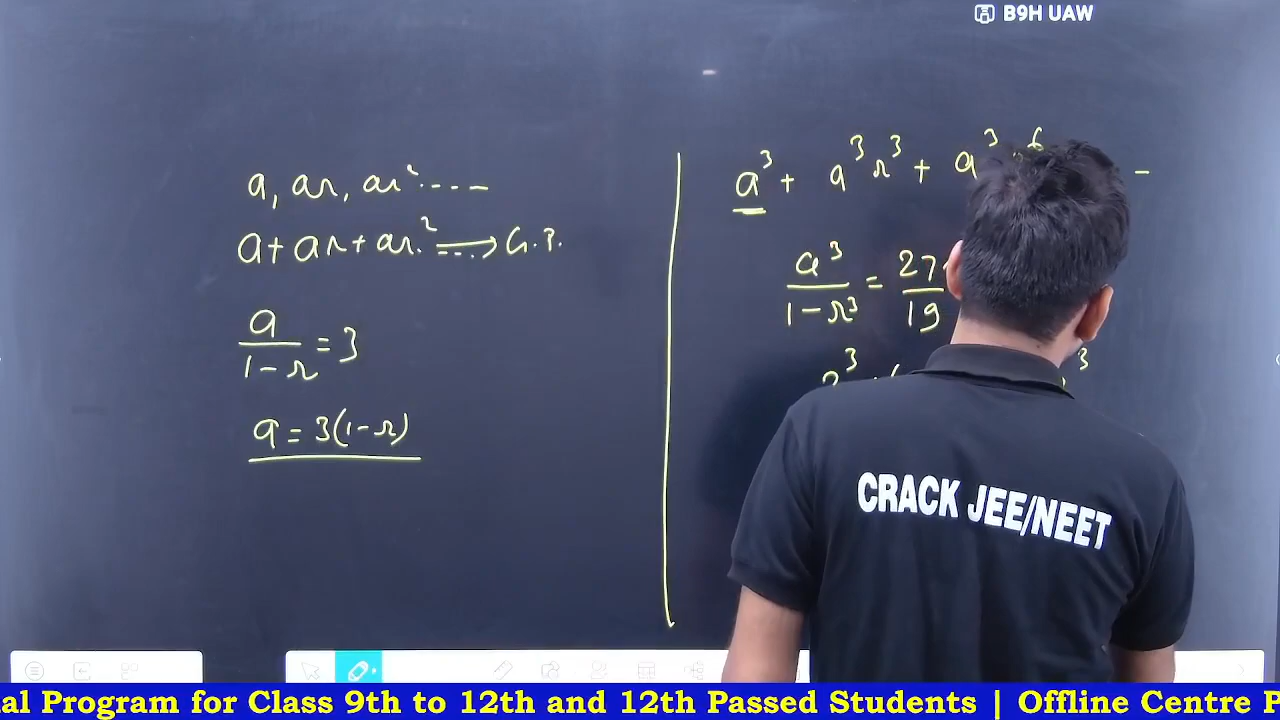 B9H UAW
a, ar, ar² ----
a + ar + ar² ...→ G.P.
a/(1-r) = 3
a = 3(1-r)
a³ + a³r³ + a³ -
a³/(1-r³) = 27/19
CRACK JEE/NEET
al Program for Class 9th to 12th and 12th Passed Students | Offline Centre P